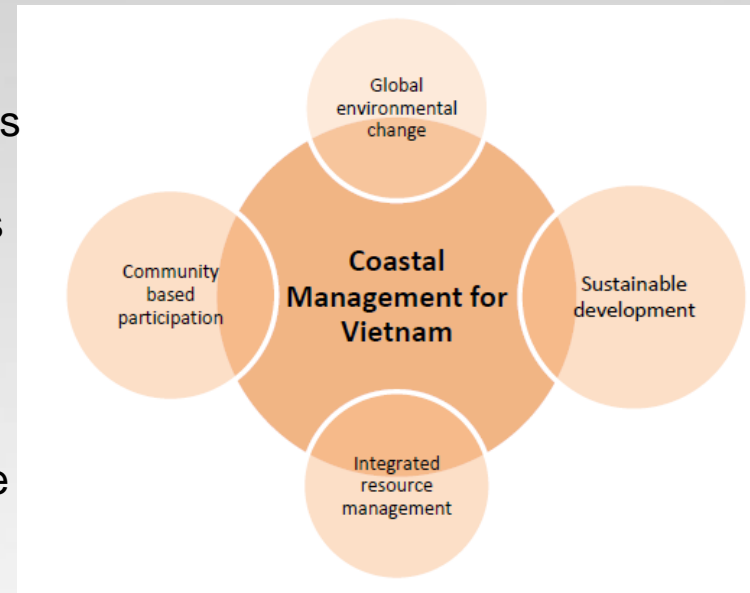 s
s
e
Global
environmental
change
Community
based
participation
Coastal
Management for
Vietnam
Sustainable
development
Integrated
resource
management